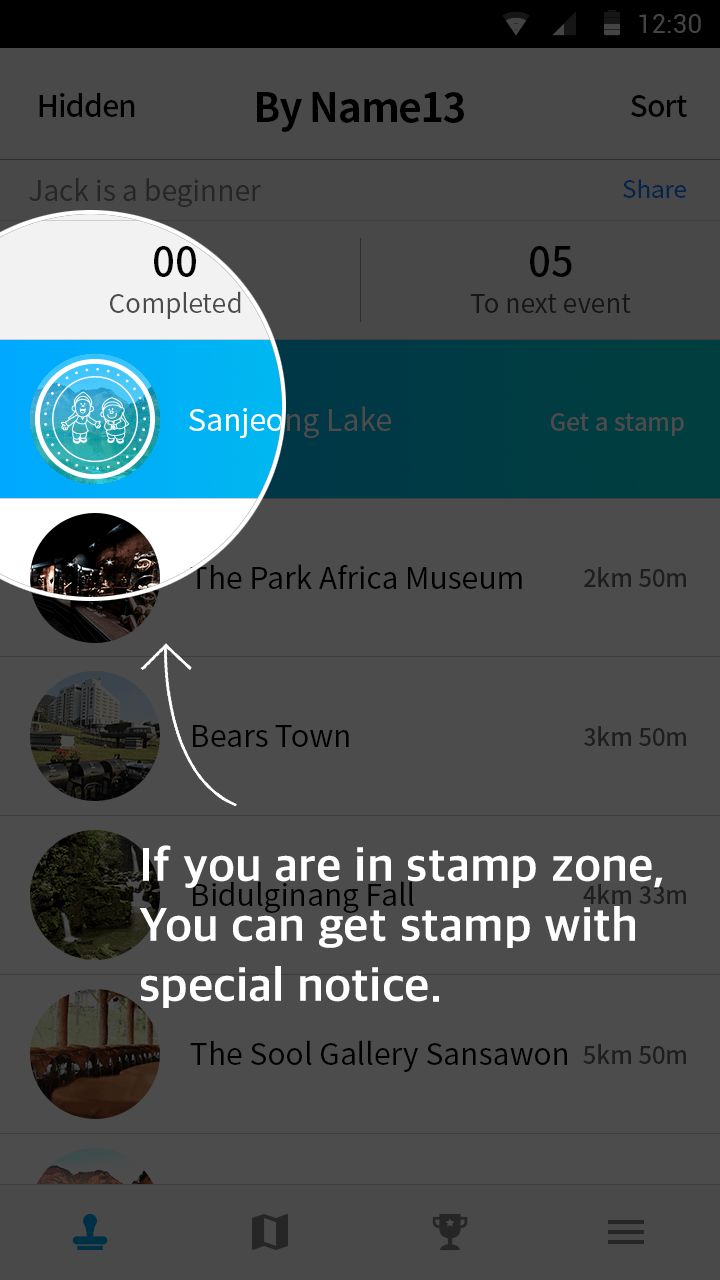 12:30
Hidden
By Name13
Sort
Jack is a beginner
Share
00
Completed
05
To next event
Sanjeong Lake
Get a stamp
The Park Africa Museum
2km 50m
Bears Town
3km 50m
If you are in stamp zone,
Bidulginang Fall
4km 33m
You can get stamp with
special notice.
The Sool Gallery Sansawon
5km 50m